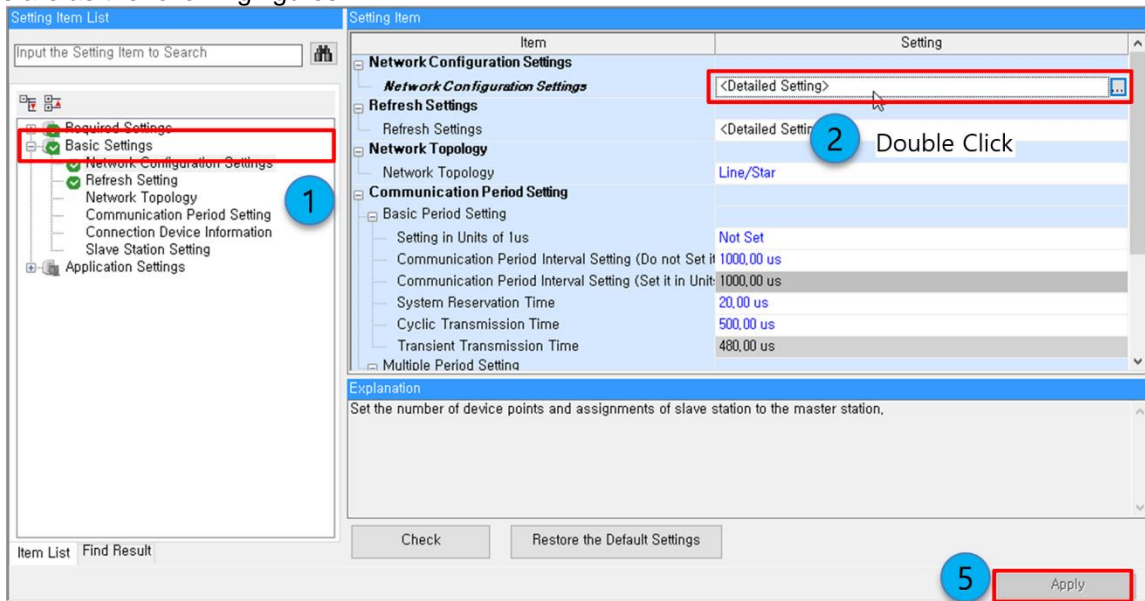 Setting Item List
Input the Setting Item to Search
Required Settings
Basic Settings
Network Configuration Settings
Refresh Setting
Network Topology
Communication Period Setting
Connection Device Information
Slave Station Setting
Application Settings
1
Item List
Find Result
Setting Item
Item Setting
Network Configuration Settings
Network Configuration Settings <Detailed Setting> ...
Refresh Settings
Refresh Settings <Detailed Settin
2 Double Click
Network Topology
Network Topology Line/Star
Communication Period Setting
Basic Period Setting
Setting in Units of 1us Not Set
Communication Period Interval Setting (Do not Set it 1000,00 us
Communication Period Interval Setting (Set it in Unit: 1000,00 us
System Reservation Time 20,00 us
Cyclic Transmission Time 500,00 us
Transient Transmission Time 480,00 us
Multiple Period Setting
Explanation
Set the number of device points and assignments of slave station to the master station,
Check Restore the Default Settings
5 Apply